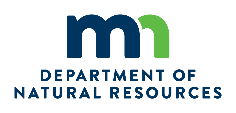 mn
DEPARTMENT OF
NATURAL RESOURCES